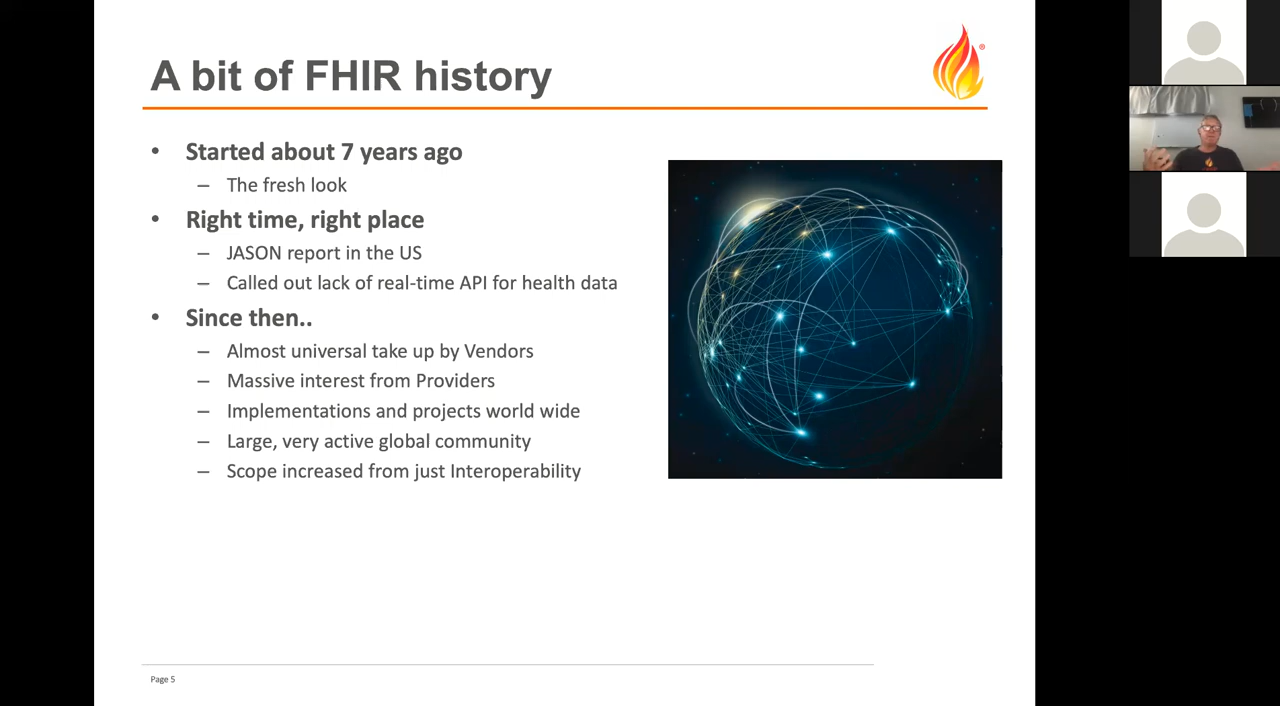 A bit of FHIR history
®
• Started about 7 years ago
– The fresh look
• Right time, right place
– JASON report in the US
– Called out lack of real-time API for health data
• Since then..
– Almost universal take up by Vendors
– Massive interest from Providers
– Implementations and projects world wide
– Large, very active global community
– Scope increased from just Interoperability
Page 5